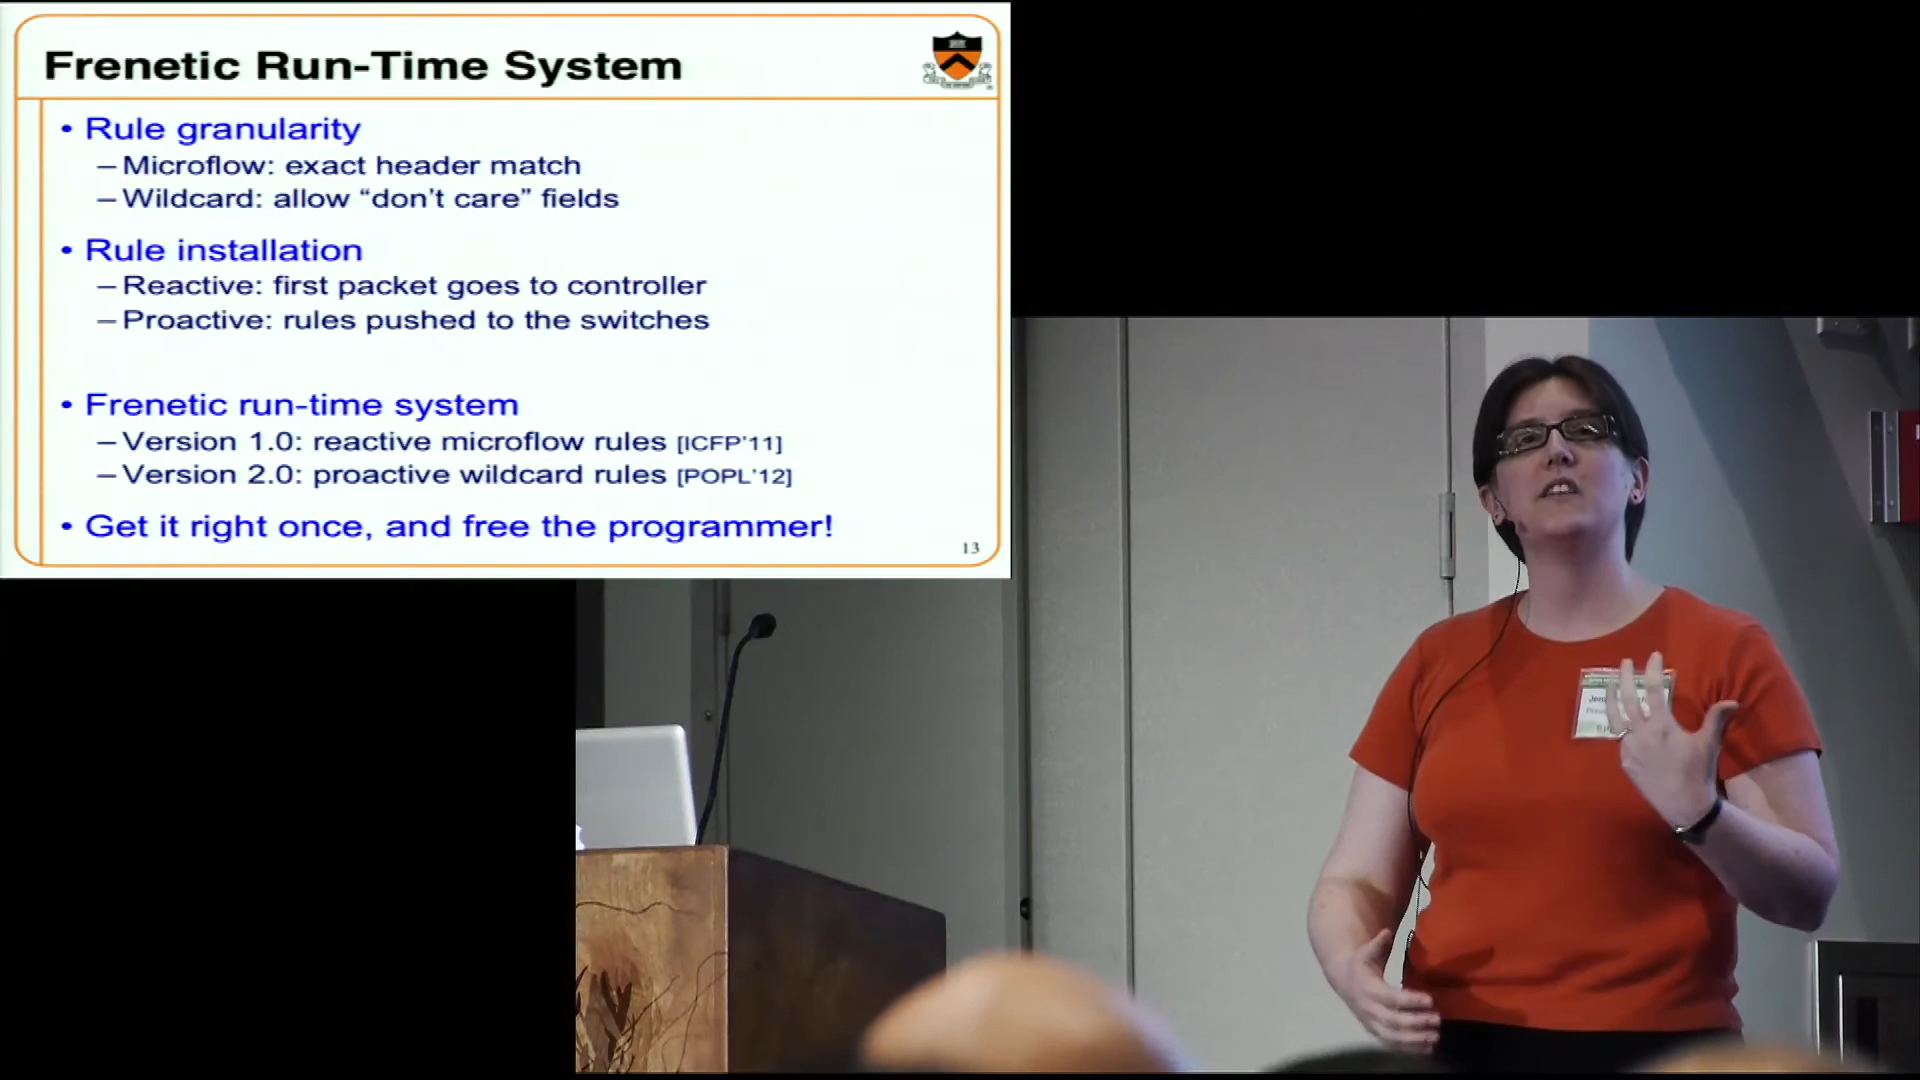 Frenetic Run-Time System
• Rule granularity
– Microflow: exact header match
– Wildcard: allow “don’t care” fields
• Rule installation
– Reactive: first packet goes to controller
– Proactive: rules pushed to the switches
• Frenetic run-time system
– Version 1.0: reactive microflow rules [ICFP’11]
– Version 2.0: proactive wildcard rules [POPL’12]
• Get it right once, and free the programmer!
13